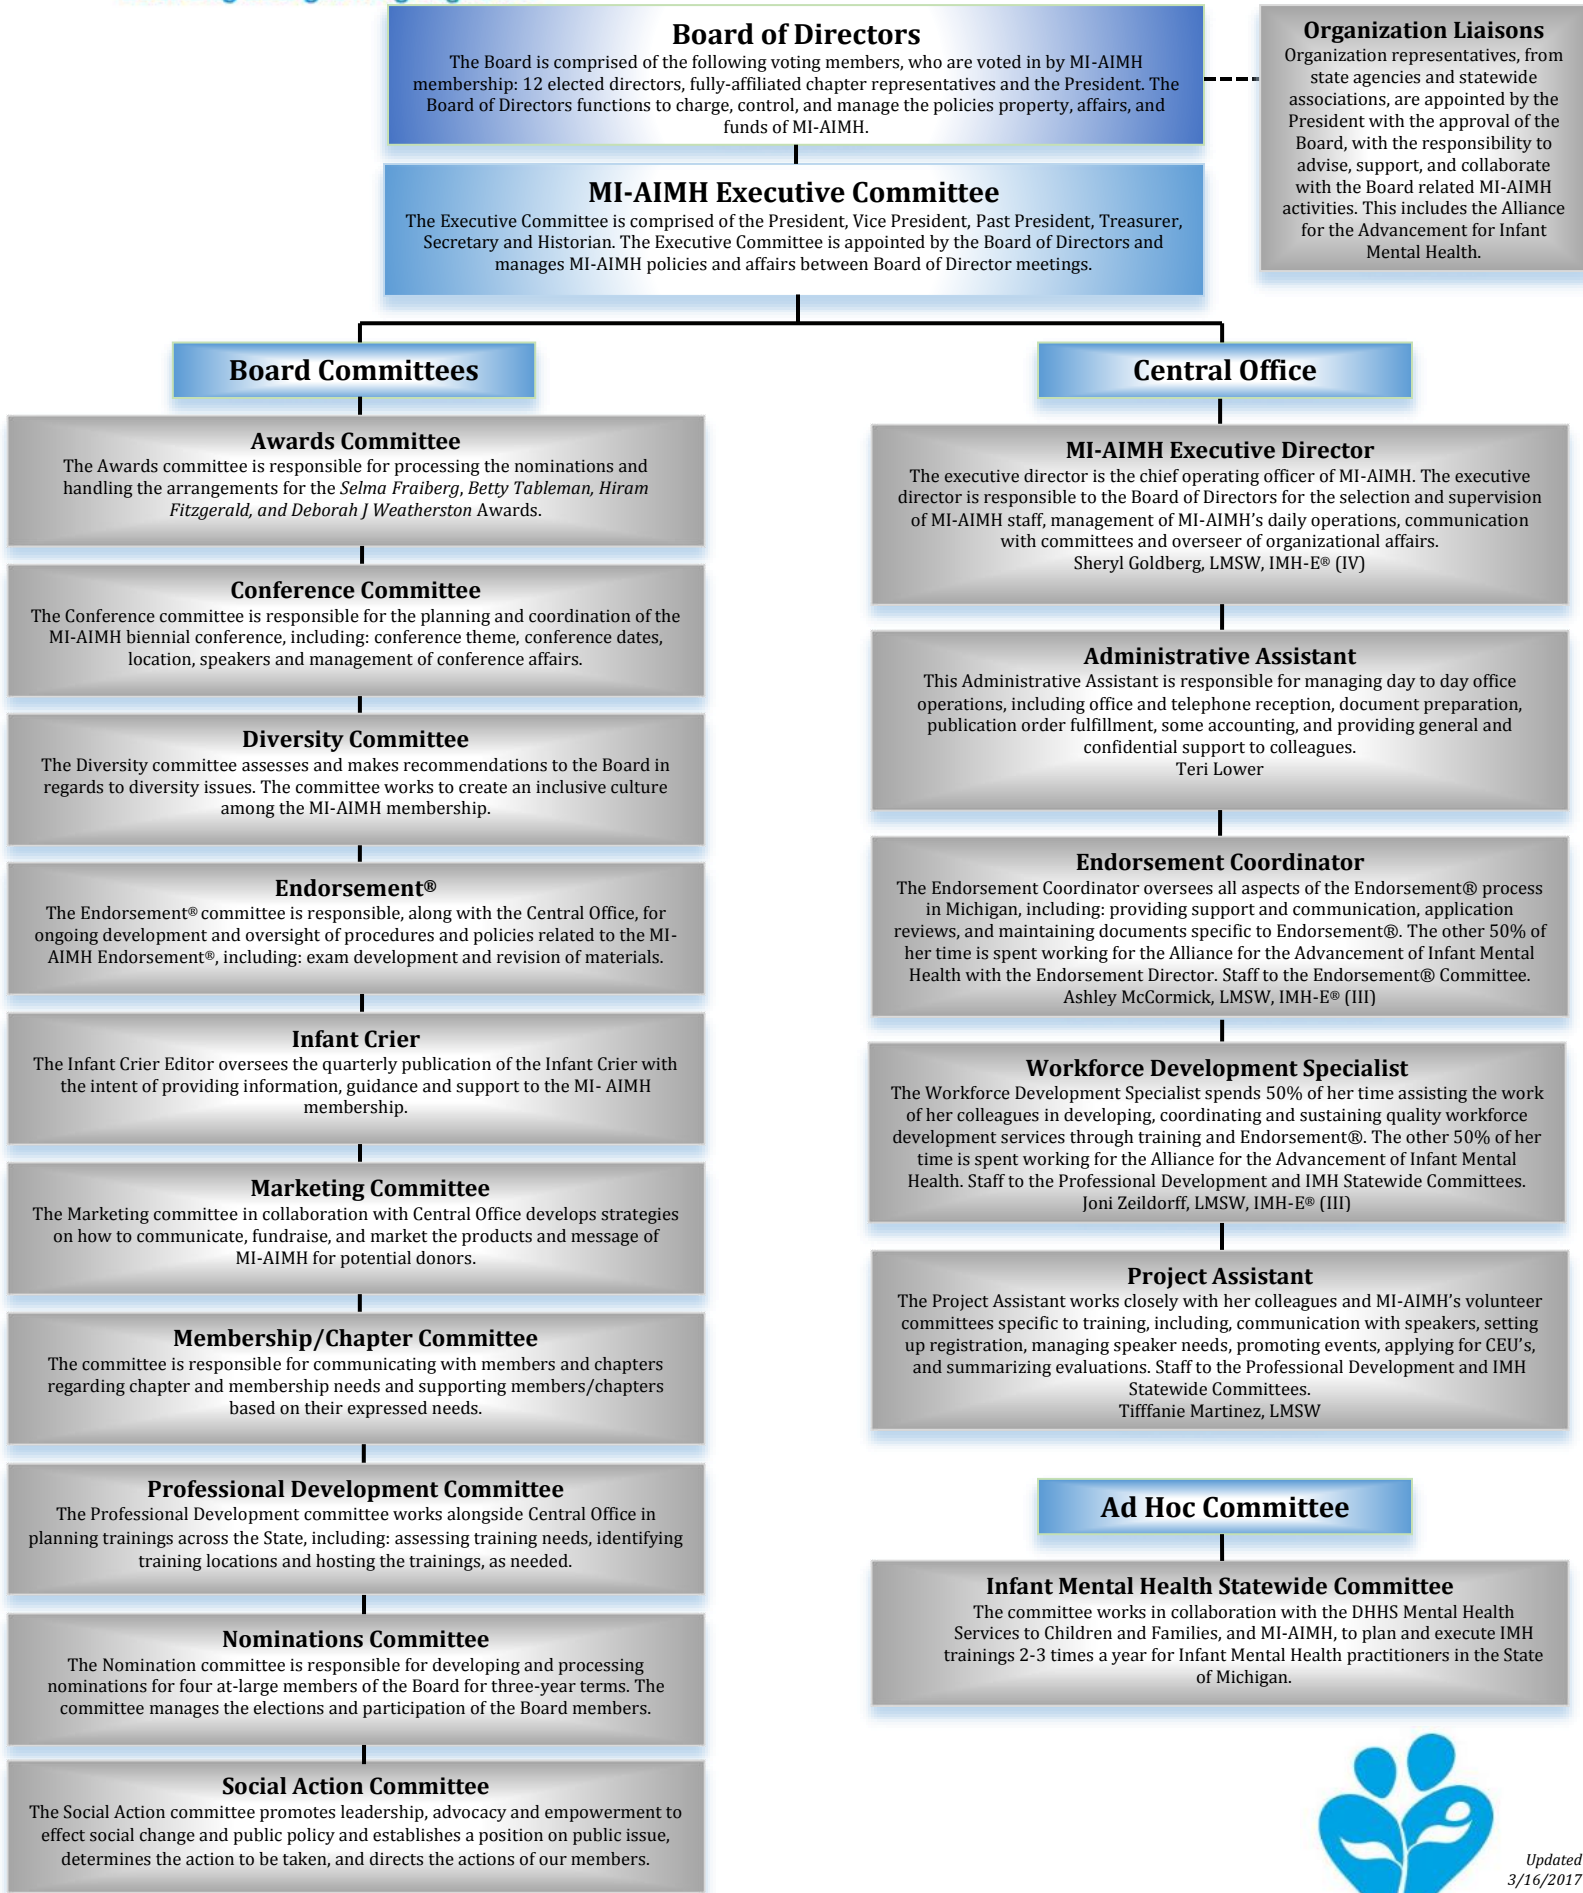 Board of Directors
The Board is comprised of the following voting members, who are voted in by MI-AIMH
membership: 12 elected directors, fully-affiliated chapter representatives and the President. The
Board of Directors functions to charge, control, and manage the policies property, affairs, and
funds of MI-AIMH.
Organization Liaisons
Organization representatives, from
state agencies and statewide
associations, are appointed by the
President with the approval of the
Board, with the responsibility to
advise, support, and collaborate
with the Board related MI-AIMH
activities. This includes the Alliance
for the Advancement for Infant
Mental Health.
MI-AIMH Executive Committee
The Executive Committee is comprised of the President, Vice President, Past President, Treasurer,
Secretary and Historian. The Executive Committee is appointed by the Board of Directors and
manages MI-AIMH policies and affairs between Board of Director meetings.
Board Committees
Awards Committee
The Awards committee is responsible for processing the nominations and
handling the arrangements for the Selma Fraiberg, Betty Tableman, Hiram
Fitzgerald, and Deborah J Weatherston Awards.
Conference Committee
The Conference committee is responsible for the planning and coordination of the
MI-AIMH biennial conference, including: conference theme, conference dates,
location, speakers and management of conference affairs.
Diversity Committee
The Diversity committee assesses and makes recommendations to the Board in
regards to diversity issues. The committee works to create an inclusive culture
among the MI-AIMH membership.
Endorsement®
The Endorsement® committee is responsible, along with the Central Office, for
ongoing development and oversight of procedures and policies related to the MI-
AIMH Endorsement®, including: exam development and revision of materials.
Infant Crier
The Infant Crier Editor oversees the quarterly publication of the Infant Crier with
the intent of providing information, guidance and support to the MI- AIMH
membership.
Marketing Committee
The Marketing committee in collaboration with Central Office develops strategies
on how to communicate, fundraise, and market the products and message of
MI-AIMH for potential donors.
Membership/Chapter Committee
The committee is responsible for communicating with members and chapters
regarding chapter and membership needs and supporting members/chapters
based on their expressed needs.
Professional Development Committee
The Professional Development committee works alongside Central Office in
planning trainings across the State, including: assessing training needs, identifying
training locations and hosting the trainings, as needed.
Nominations Committee
The Nomination committee is responsible for developing and processing
nominations for four at-large members of the Board for three-year terms. The
committee manages the elections and participation of the Board members.
Social Action Committee
The Social Action committee promotes leadership, advocacy and empowerment to
effect social change and public policy and establishes a position on public issue,
determines the action to be taken, and directs the actions of our members.
Central Office
MI-AIMH Executive Director
The executive director is the chief operating officer of MI-AIMH. The executive
director is responsible to the Board of Directors for the selection and supervision
of MI-AIMH staff, management of MI-AIMH's daily operations, communication
with committees and overseer of organizational affairs.
Sheryl Goldberg, LMSW, IMH-E® (IV)
Administrative Assistant
This Administrative Assistant is responsible for managing day to day office
operations, including office and telephone reception, document preparation,
publication order fulfillment, some accounting, and providing general and
confidential support to colleagues.
Teri Lower
Endorsement Coordinator
The Endorsement Coordinator oversees all aspects of the Endorsement® process
in Michigan, including: providing support and communication, application
reviews, and maintaining documents specific to Endorsement®. The other 50% of
her time is spent working for the Alliance for the Advancement of Infant Mental
Health with the Endorsement Director. Staff to the Endorsement® Committee.
Ashley McCormick, LMSW, IMH-E® (III)
Workforce Development Specialist
The Workforce Development Specialist spends 50% of her time assisting the work
of her colleagues in developing, coordinating and sustaining quality workforce
development services through training and Endorsement®. The other 50% of her
time is spent working for the Alliance for the Advancement of Infant Mental
Health. Staff to the Professional Development and IMH Statewide Committees.
Joni Zeildorff, LMSW, IMH-E® (III)
Project Assistant
The Project Assistant works closely with her colleagues and MI-AIMH's volunteer
committees specific to training, including, communication with speakers, setting
up registration, managing speaker needs, promoting events, applying for CEU's,
and summarizing evaluations. Staff to the Professional Development and IMH
Statewide Committees.
Tifffanie Martinez, LMSW
Ad Hoc Committee
Infant Mental Health Statewide Committee
The committee works in collaboration with the DHHS Mental Health
Services to Children and Families, and MI-AIMH, to plan and execute IMH
trainings 2-3 times a year for Infant Mental Health practitioners in the State
of Michigan.
Updated
3/16/2017